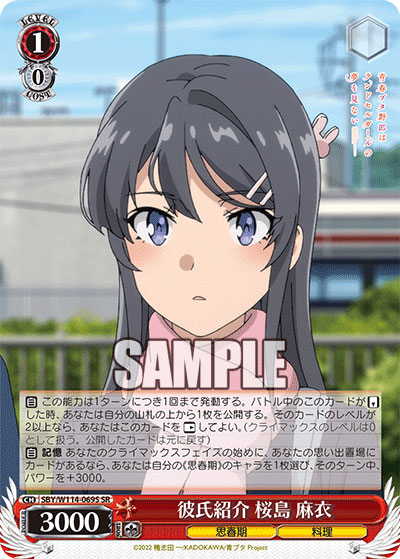 LEVEL
1
0
COST
青春ブタ野郎は
ランドセルガールの
夢を見ない
SAMPLE
自 この能力は1ターンにつき1回まで発動する。バトル中のこのカードが
した時、あなたは自分の山札の上から1枚を公開する。そのカードのレベルが
2以上なら、あなたはこのカードを してよい。(クライマックスのレベルは0
として扱う。公開したカードは元に戻す)
自 記憶 あなたのクライマックスフェイズの始めに、あなたの思い出置場に
カードがあるなら、あなたは自分の《思春期》のキャラを1枚選び、そのターン中、
パワーを+3000。
CH SBY/W114-069S SR
3000
SOUL
彼氏紹介 桜島 麻衣
思春期
料理
©2022 鴨志田 一/KADOKAWA/青ブタ Project